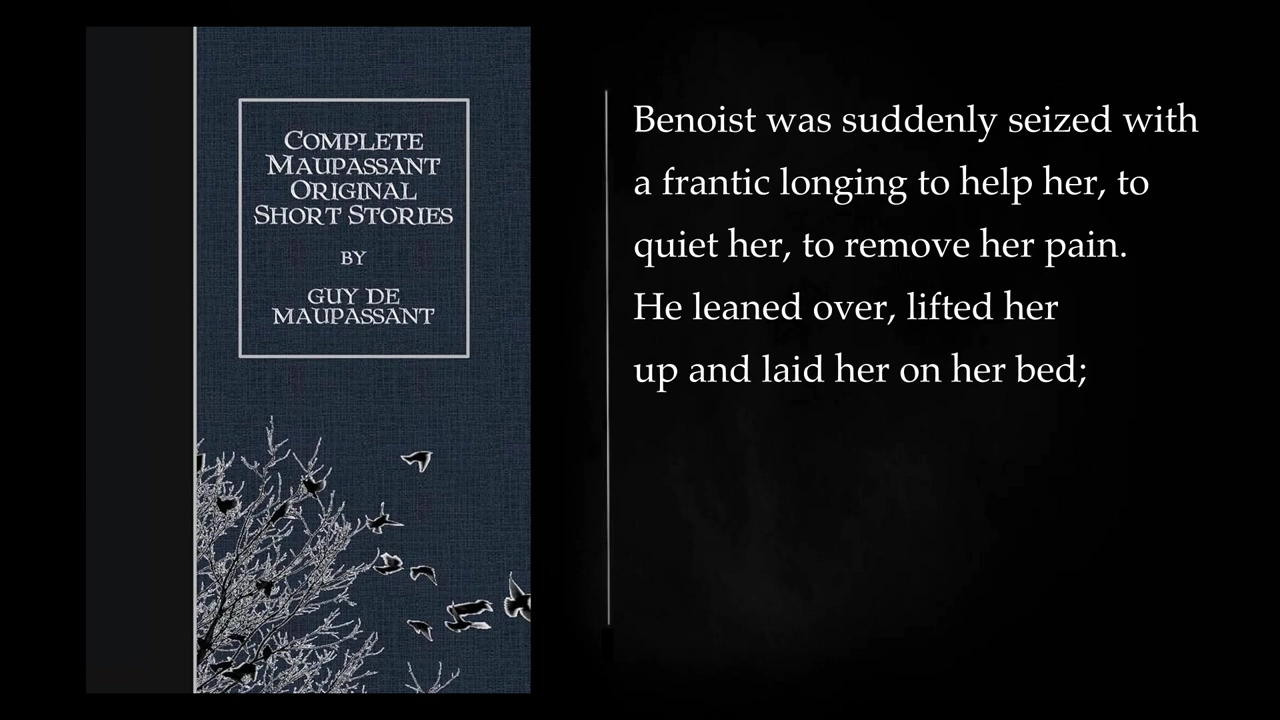 COMPLETE
MAUPASSANT
ORIGINAL
SHORT STORIES
BY
GUY DE
MAUPASSANT
Benoist was suddenly seized with
a frantic longing to help her, to
quiet her, to remove her pain.
He leaned over, lifted her
up and laid her on her bed;